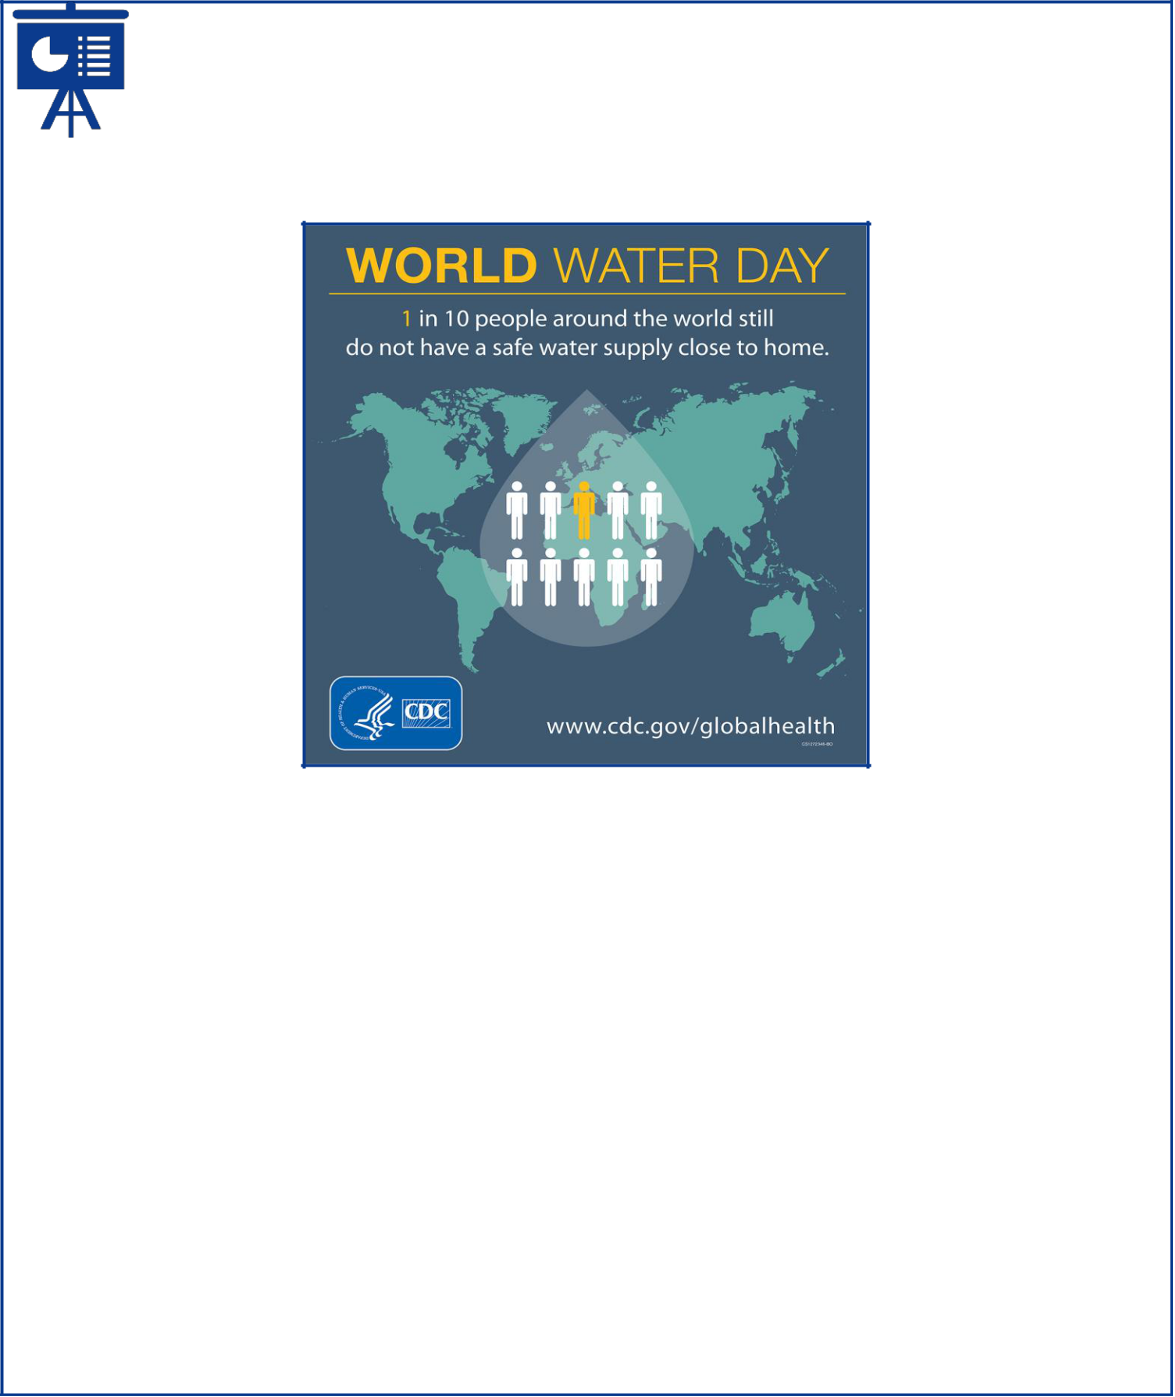 WORLD WATER DAY
1 in 10 people around the world still
do not have a safe water supply close to home.
CDC
www.cdc.gov/globalhealth